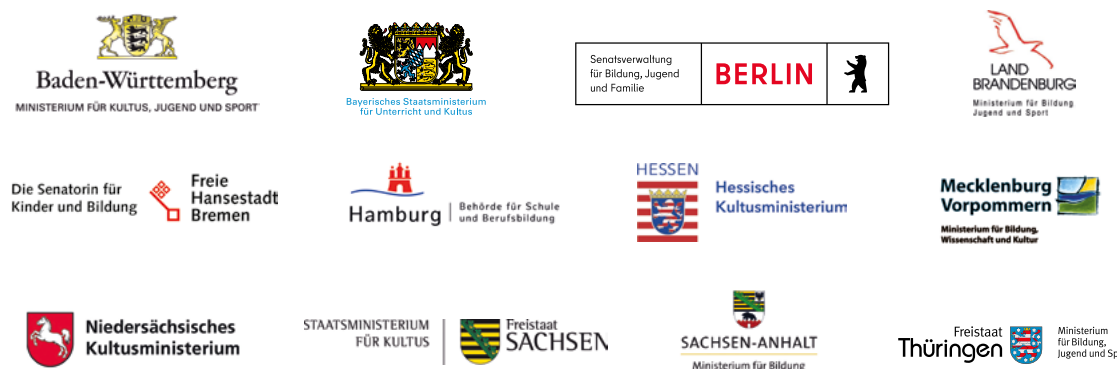 Baden-Württemberg
MINISTERIUM FÜR KULTUS, JUGEND UND SPORT
Bayerisches Staatsministerium
für Unterricht und Kultus
Senatsverwaltung
für Bildung, Jugend
und Familie
BERLIN
LAND
BRANDENBURG
Ministerium für Bildung
Jugend und Sport
Die Senatorin für
Kinder und Bildung
Freie
Hansestadt
Bremen
Hamburg
Behörde für Schule
und Berufsbildung
HESSEN
Hessisches
Kultusministerium
Mecklenburg
Vorpommern
Ministerium für Bildung,
Wissenschaft und Kultur
Niedersächsisches
Kultusministerium
STAATSMINISTERIUM
FÜR KULTUS
Freistaat
SACHSEN
SACHSEN-ANHALT
Ministerium für Bildung
Freistaat
Thüringen
Ministerium
für Bildung,
Jugend und Sp